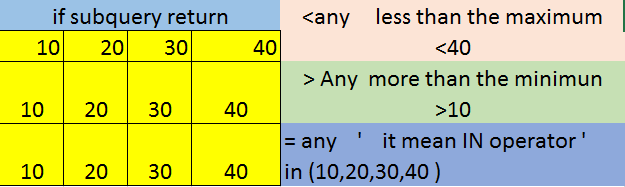 if subquery return <any less than the maximum
10 20 30 40 <40
> Any more than the minimun
10 20 30 40 >10
= any ' it mean IN operator '
10 20 30 40 in (10,20,30,40 )